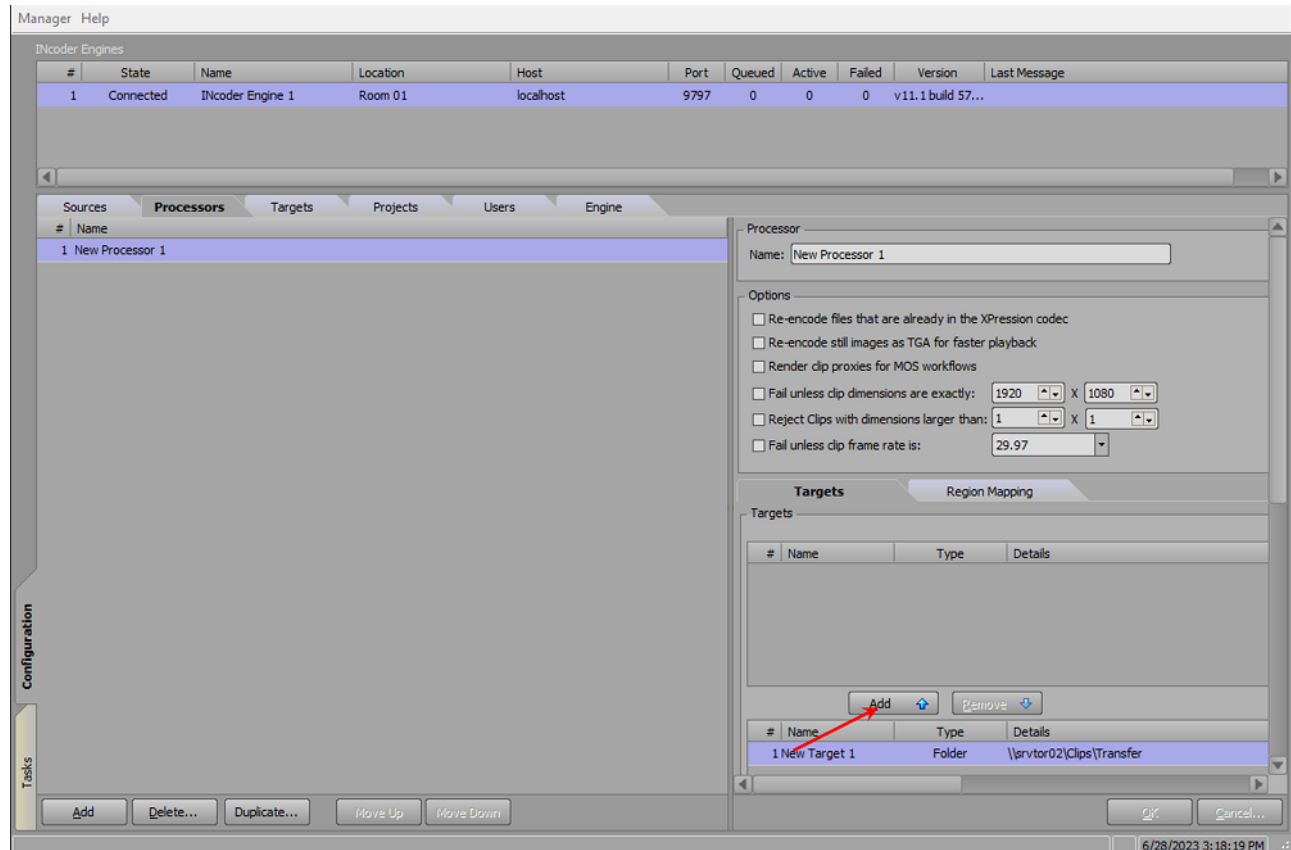 Manager Help
INcoder Engines
# State Name Location Host Port Queued Active Failed Version Last Message
1 Connected INcoder Engine 1 Room 01 localhost 9797 0 0 0 v11.1 build 57...
Sources Processors Targets Projects Users Engine
# Name
1 New Processor 1
Processor
Name: New Processor 1
Options
Re-encode files that are already in the XPression codec
Re-encode still images as TGA for faster playback
Render clip proxies for MOS workflows
Fail unless clip dimensions are exactly: 1920 X 1080
Reject Clips with dimensions larger than: 1 X 1
Fail unless clip frame rate is: 29.97
Targets Region Mapping
Targets
# Name Type Details
Configuration
Add Remove
# Name Type Details
1 New Target 1 Folder \\srvtor02\Clips\Transfer
Tasks
Add Delete... Duplicate... Move Up Move Down OK Cancel...
6/28/2023 3:18:19 PM